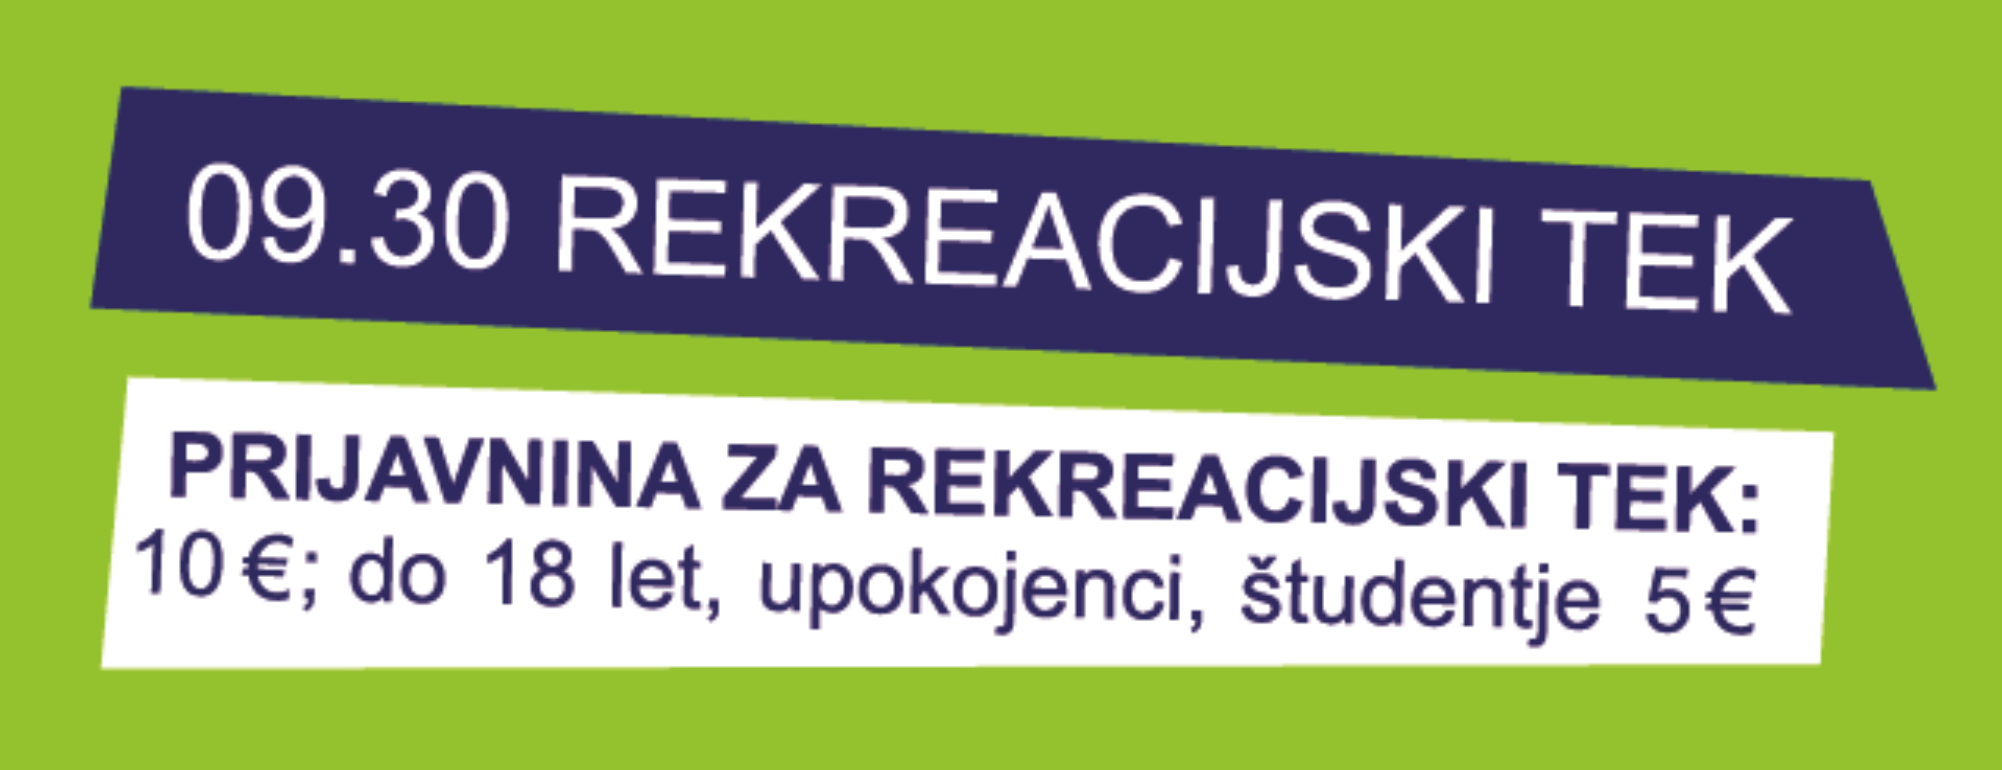 09.30 REKREACIJSKI TEK
PRIJAVNINA ZA REKREACIJSKI TEK:
10 €; do 18 let, upokojenci, študentje 5 €